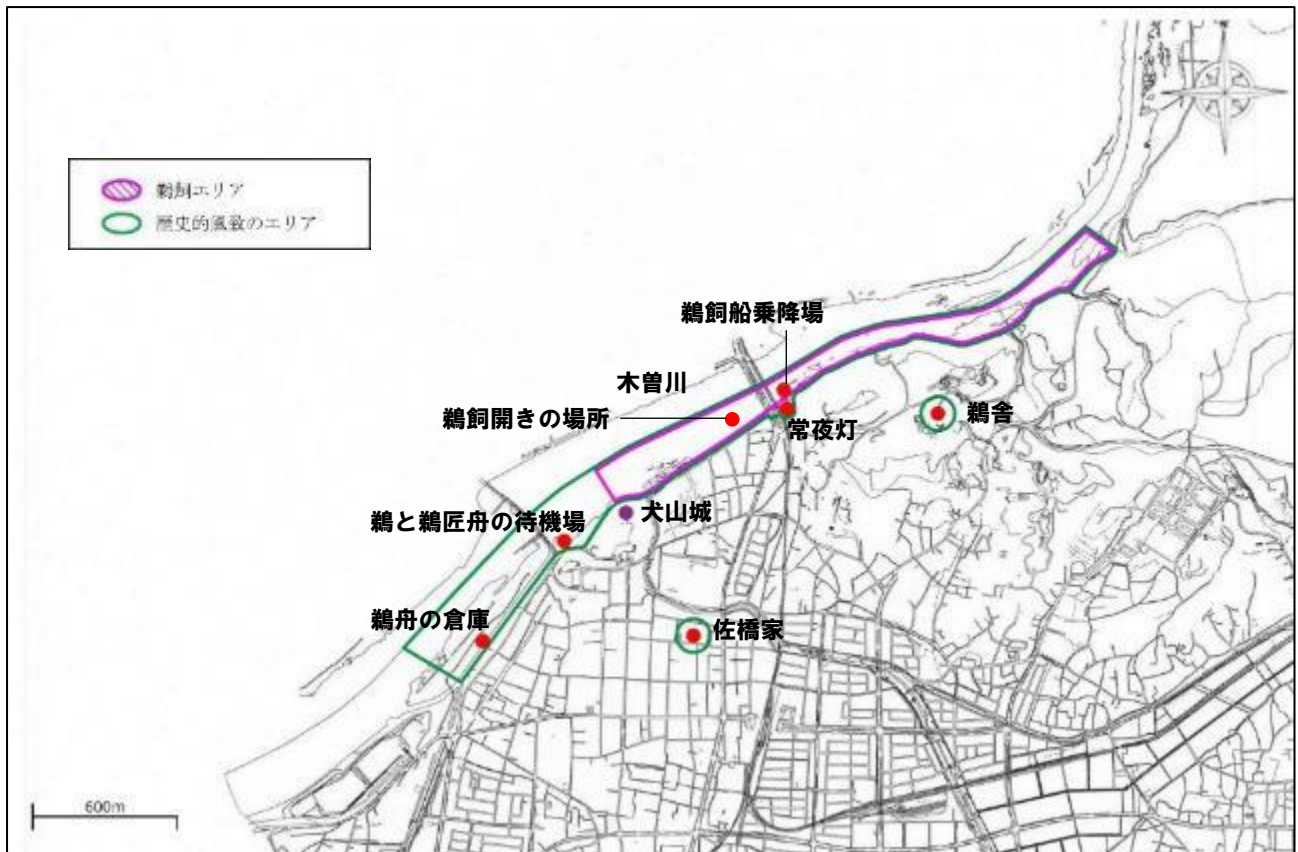 鵜飼エリア
歴史的風致のエリア
鵜飼船乗降場
木曽川
鵜飼開きの場所
常夜灯
鵜舎
鵜と鵜匠舟の待機場
犬山城
鵜舟の倉庫
佐橋家
600m